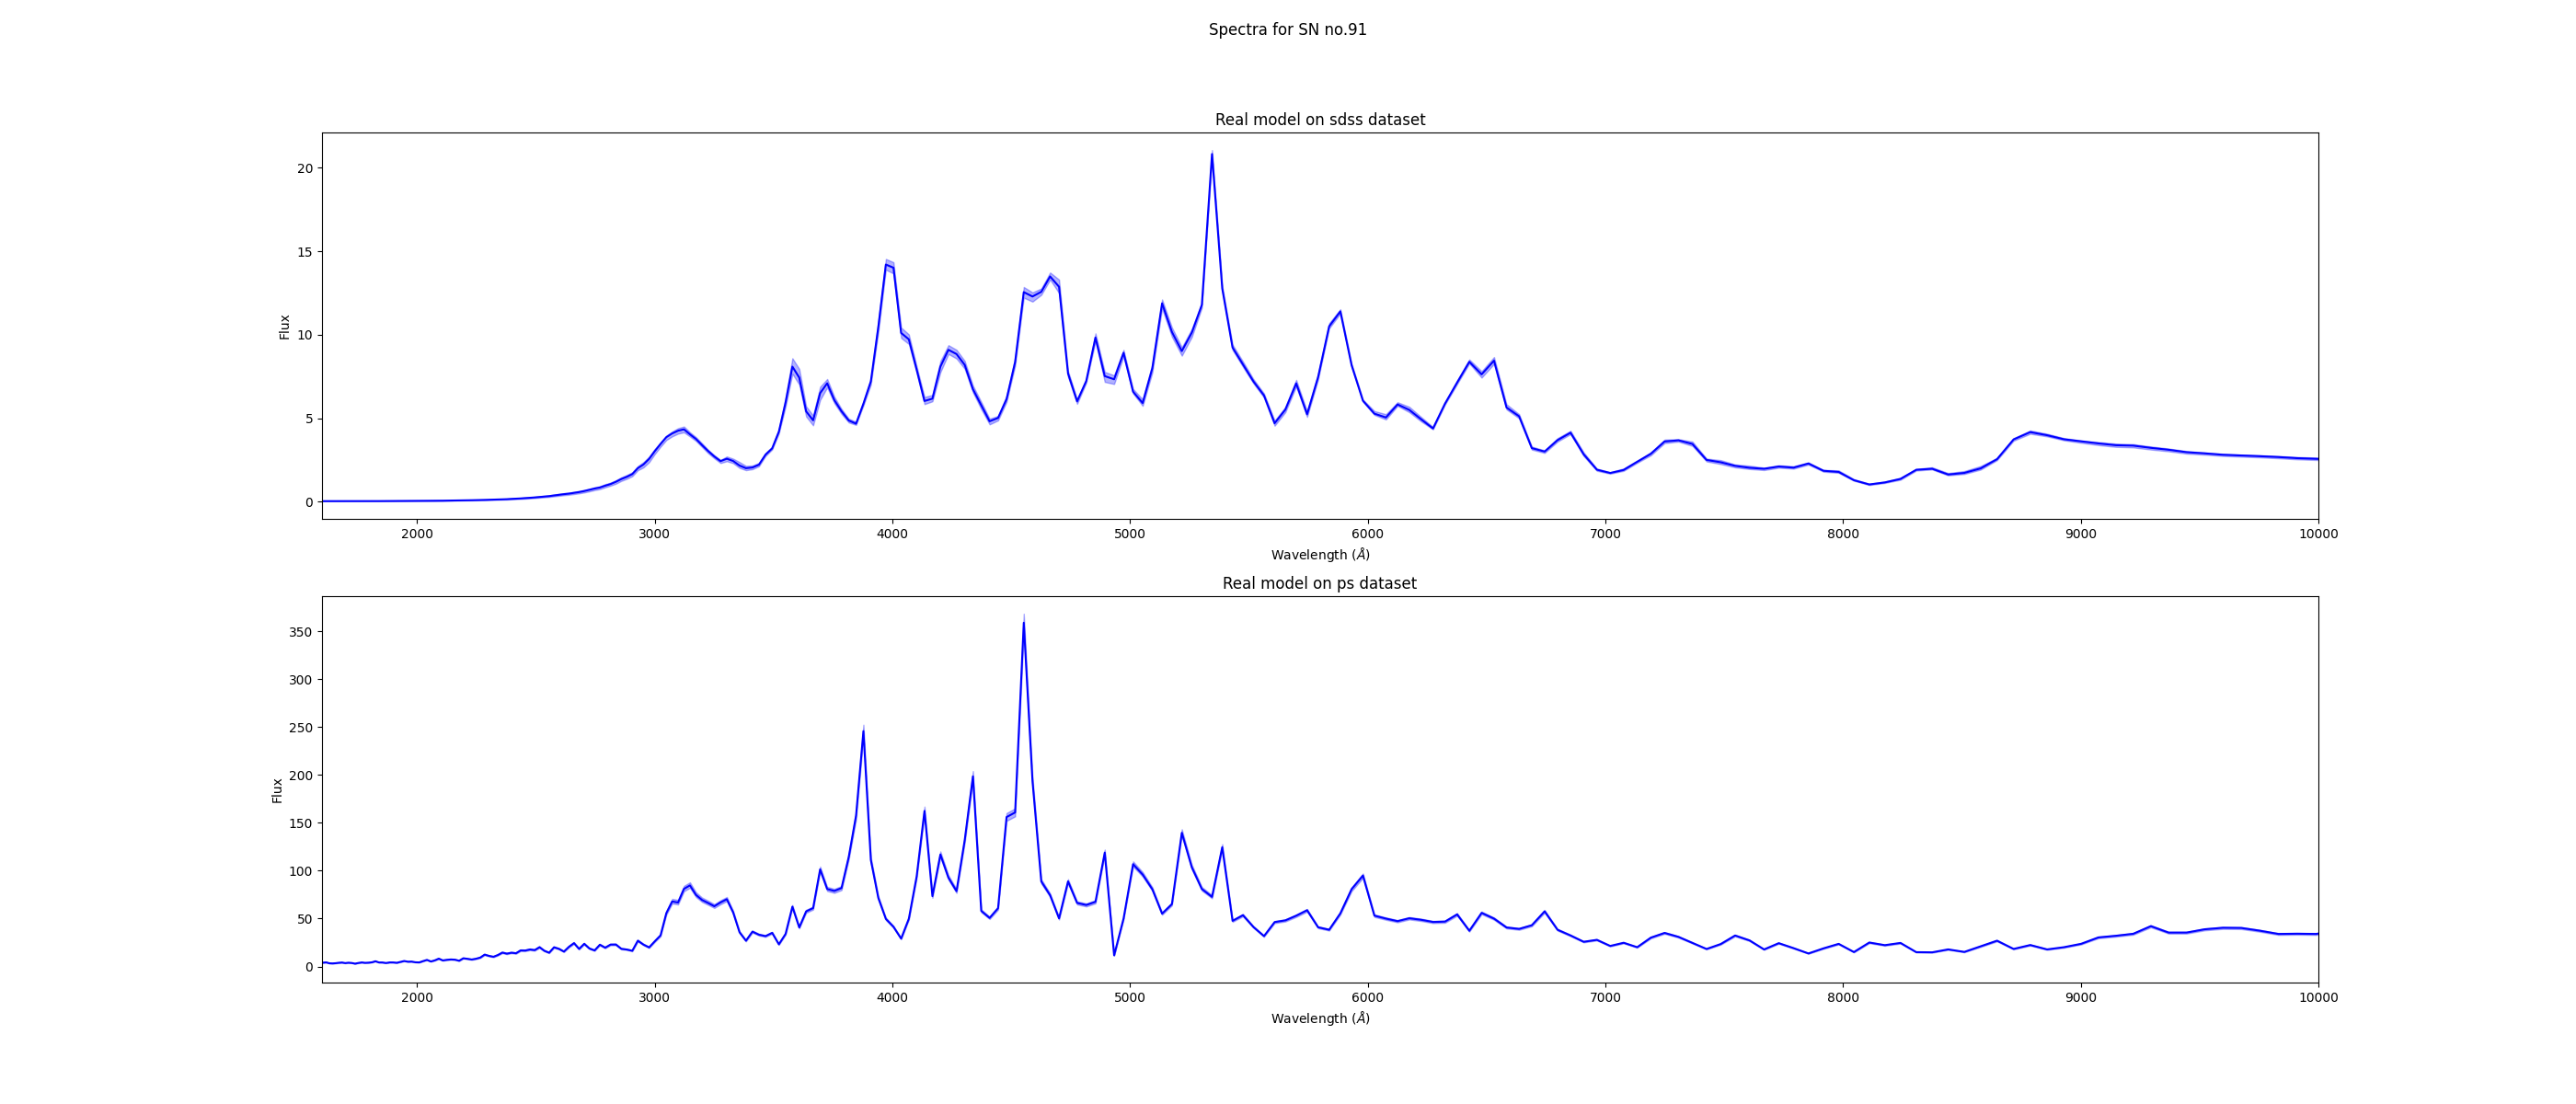 Spectra for SN no.91
Real model on sdss dataset
20
15
10
5
0
Flux
2000 3000 4000 5000 6000 7000 8000 9000 10000
Wavelength (Å)
Real model on ps dataset
350
300
250
200
150
100
50
0
Flux
2000 3000 4000 5000 6000 7000 8000 9000 10000
Wavelength (Å)